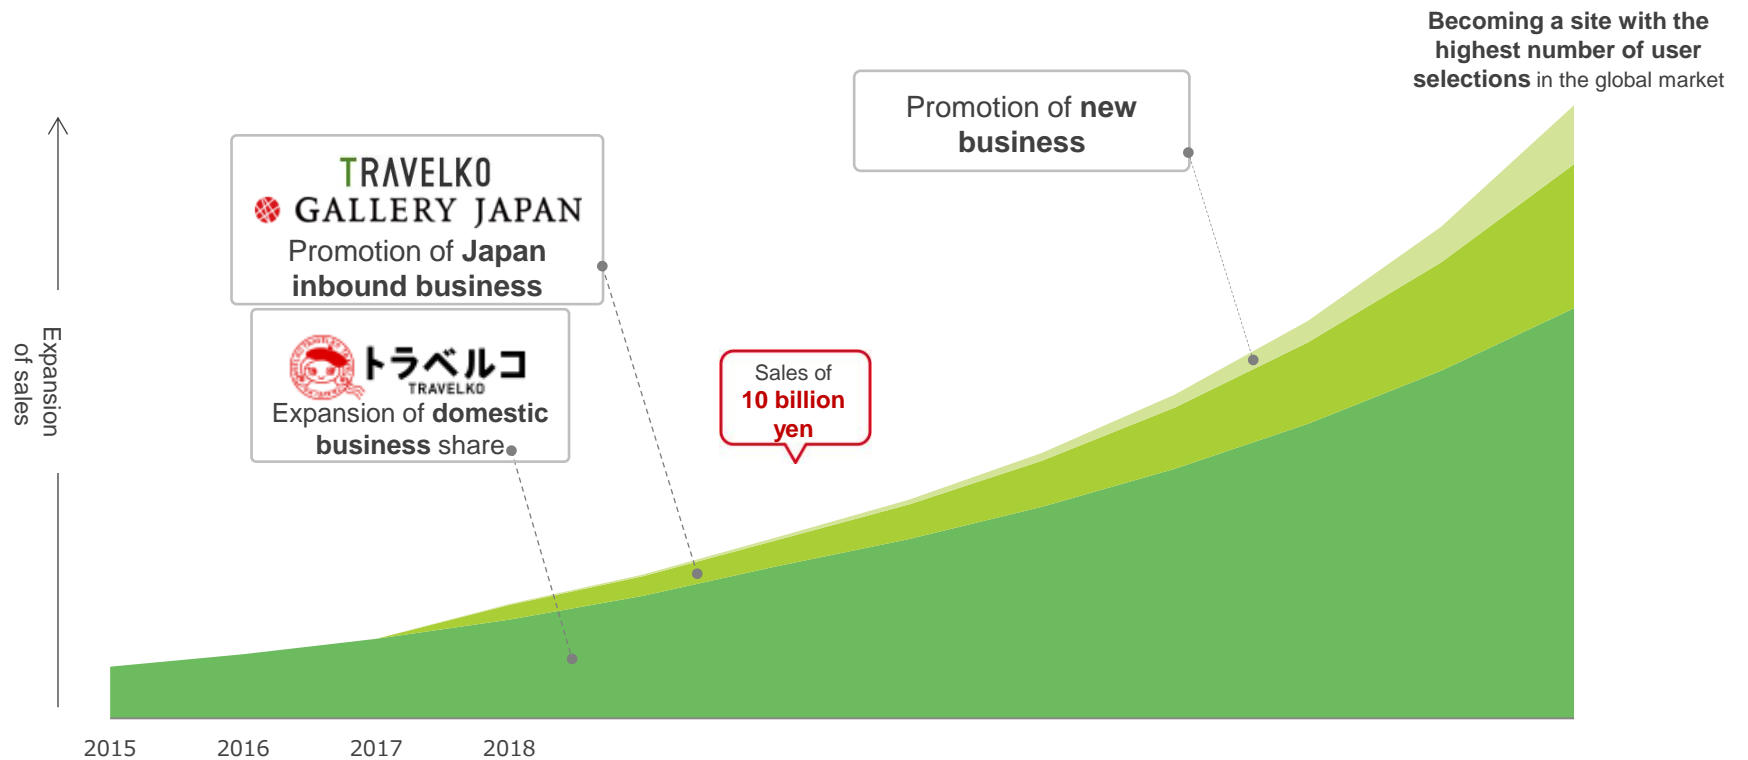 Becoming a site with the
highest number of user
selections in the global market
Promotion of new
business
TRAVELKO
GALLERY JAPAN
Promotion of Japan
inbound business
トラベルコ
TRAVELKO
Expansion of domestic
business share
Sales of
10 billion
yen
Expansion
of sales
2015 2016 2017 2018